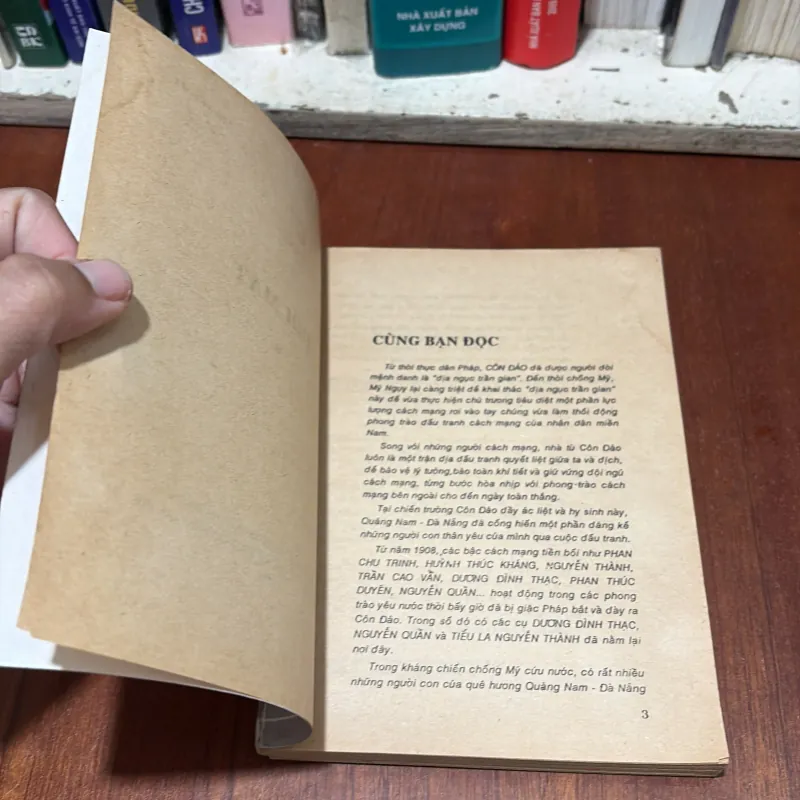 NHÀ XUẤT BẢN
XÂY DỰNG
CÙNG BẠN ĐỌC
Từ thời thực dân Pháp, CÔN ĐẢO đã được người đời
mệnh danh là "địa ngục trần gian". Đến thời chống Mỹ,
Mỹ Ngụy lại càng triệt để khai thác "địa ngục trần gian"
này để vừa thực hiện chủ trương tiêu diệt một phần lực
lượng cách mạng rơi vào tay chúng vừa làm thối động
phong trào đấu tranh cách mạng của nhân dân miền
Nam.
Song với những người cách mạng, nhà tù Côn Đảo
luôn là một trận địa đấu tranh quyết liệt giữa ta và địch,
để bảo vệ lý tưởng,bảo toàn khí tiết và giữ vững đội ngũ
cách mạng, từng bước hòa nhịp với phong-trào cách
mạng bên ngoài cho đến ngày toàn thắng.
Tại chiến trường Côn Đảo đầy ác liệt và hy sinh này,
Quảng Nam - Đà Nẵng đã cống hiến một phần đáng kể
những người con thân yêu của mình qua cuộc đấu tranh.
Từ năm 1908, các bậc cách mạng tiền bối như PHAN
CHU TRINH, HUỲNH THÚC KHÁNG, NGUYỄN THÀNH,
TRẦN CAO VÂN, DƯƠNG ĐÌNH THẠC, PHAN THÚC
DUYÊN, NGUYỄN QUẦN... hoạt động trong các phong
trào yêu nước thời bấy giờ đã bị giặc Pháp bắt và đày ra
Côn Đảo. Trong số đó có các cụ DƯƠNG ĐÌNH THẠC,
NGUYỄN QUẦN và TIỂU LA NGUYỄN THÀNH đã nằm lại
nơi đây.
Trong kháng chiến chống Mỹ cứu nước, có rất nhiều
những người con của quê hương Quảng Nam - Đà Nẵng
3